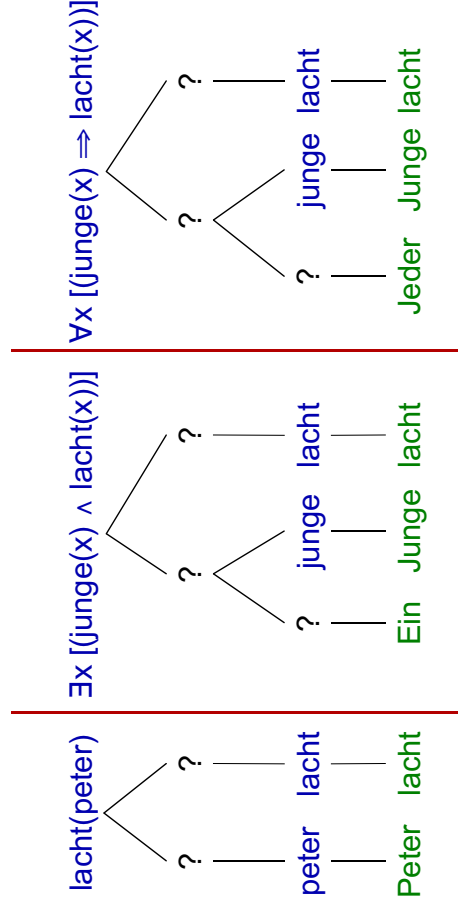 lacht(peter)
? ?
peter lacht
Peter lacht
∃x [(junge(x) ∧ lacht(x))]
? ?
? junge lacht
Ein Junge lacht
∀x [(junge(x) ⇒ lacht(x))]
? ?
? junge lacht
Jeder Junge lacht